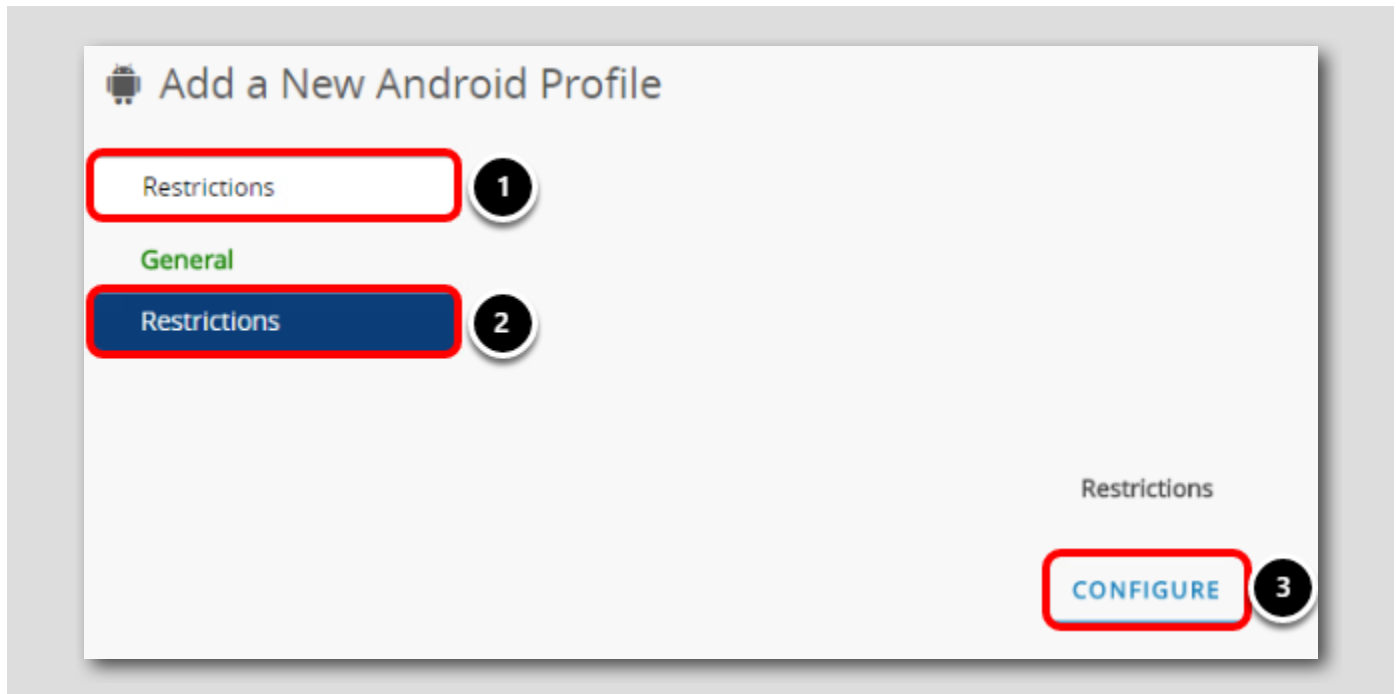 Add a New Android Profile
Restrictions
1
General
Restrictions
2
Restrictions
CONFIGURE
3